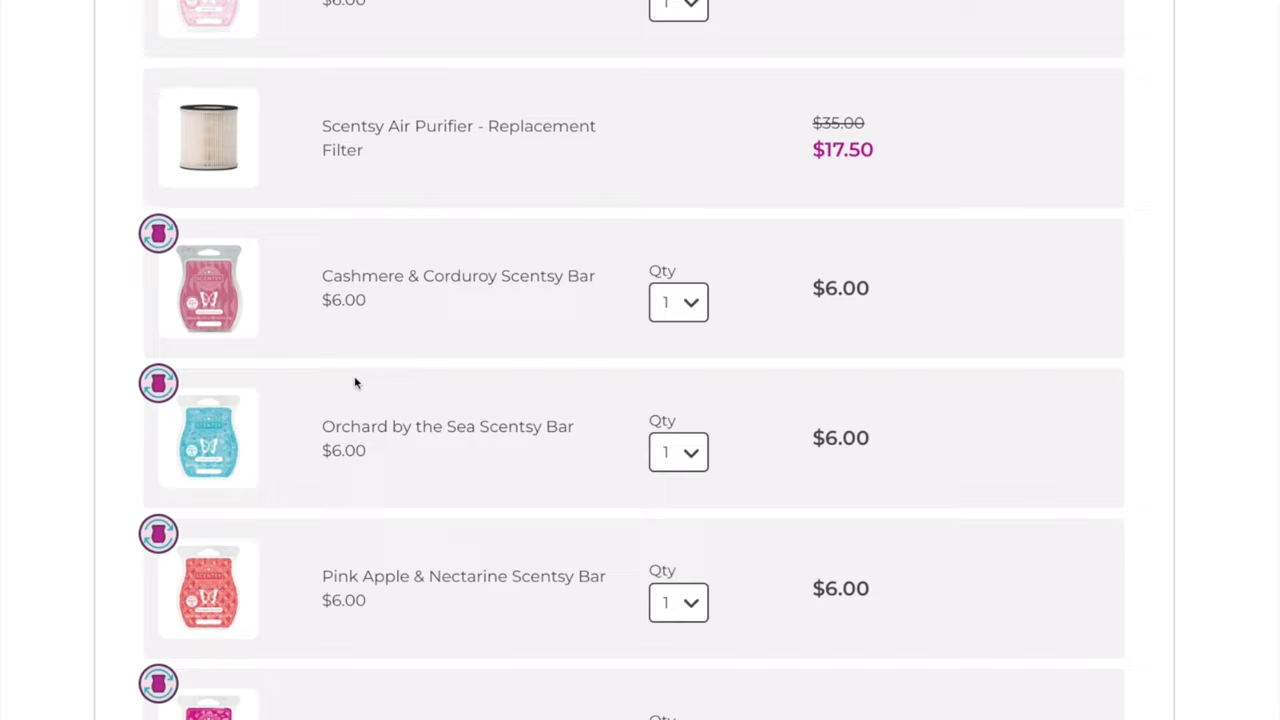 $6.00
1
Scentsy Air Purifier - Replacement
Filter
$35.00
$17.50
Cashmere & Corduroy Scentsy Bar
$6.00
Qty
1
$6.00
Orchard by the Sea Scentsy Bar
$6.00
Qty
1
$6.00
Pink Apple & Nectarine Scentsy Bar
$6.00
Qty
1
$6.00
Qty